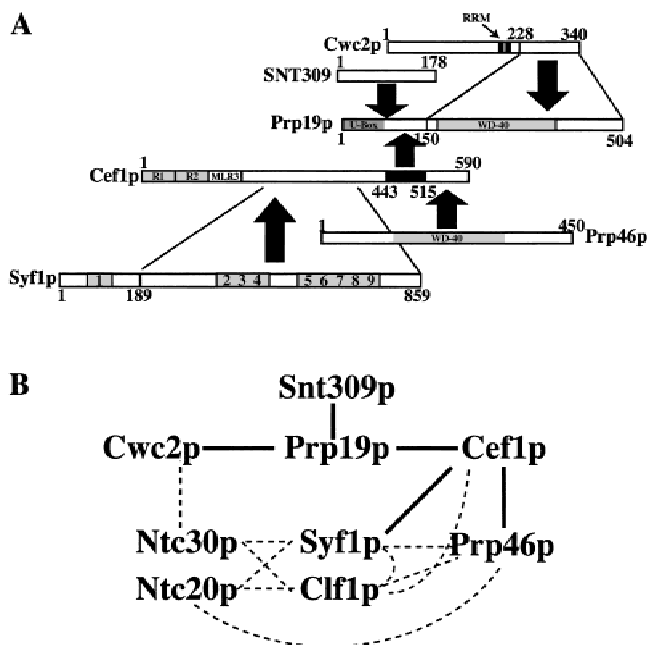 A
RRM
1 228 340
Cwc2p
1 178
SNT309
Prp19p U-Box WD-40
1 150 504
1 590
Cef1p R1 R2 MLR3
443 515
1 450
WD-40 Prp46p
Syf1p 1 2 3 4 5 6 7 8 9
1 189 859
B
Snt309p
Cwc2p Prp19p Cef1p
Ntc30p Syf1p Prp46p
Ntc20p Clf1p